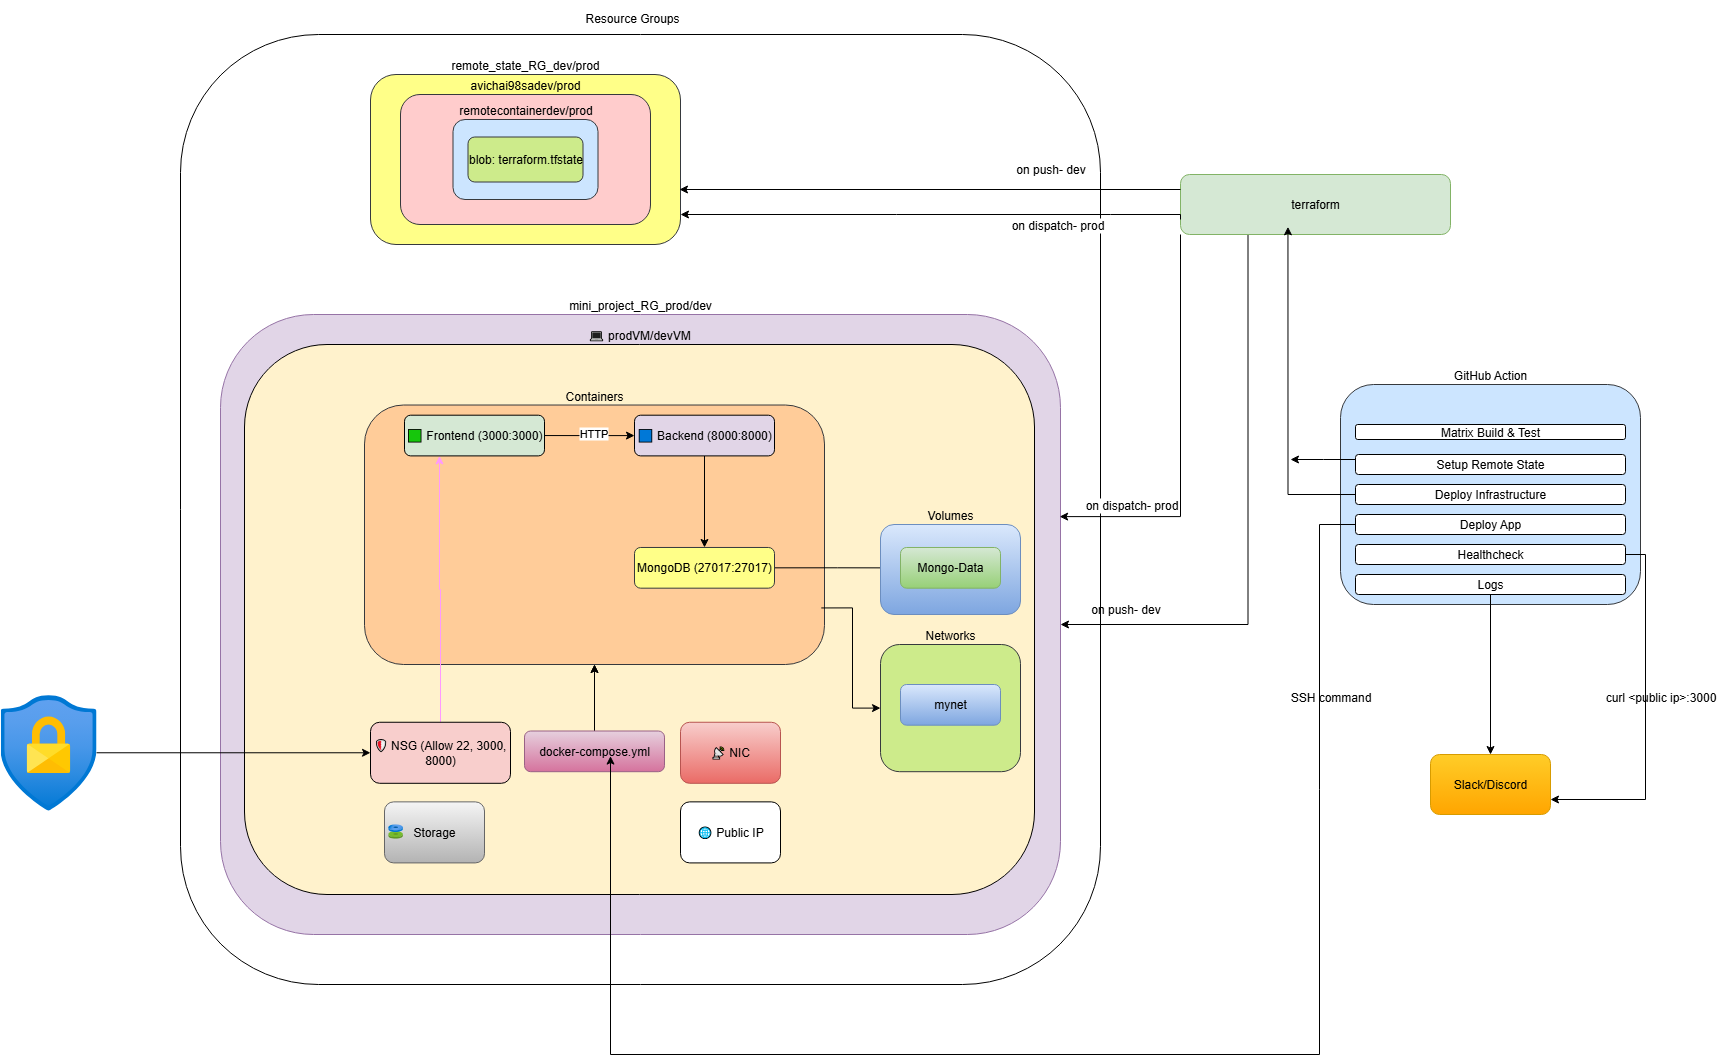 Resource Groups
remote_state_RG_dev/prod
avichai98sadev/prod
remotecontainerdev/prod
blob: terraform.tfstate
on push- dev
on dispatch- prod
terraform
mini_project_RG_prod/dev
prodVM/devVM
Containers
Frontend (3000:3000)
HTTP
Backend (8000:8000)
MongoDB (27017:27017)
Volumes
Mongo-Data
Networks
mynet
on dispatch- prod
on push- dev
GitHub Action
Matrix Build & Test
Setup Remote State
Deploy Infrastructure
Deploy App
Healthcheck
Logs
SSH command
curl <public ip>:3000
Slack/Discord
NSG (Allow 22, 3000,
8000)
docker-compose.yml
NIC
Storage
Public IP